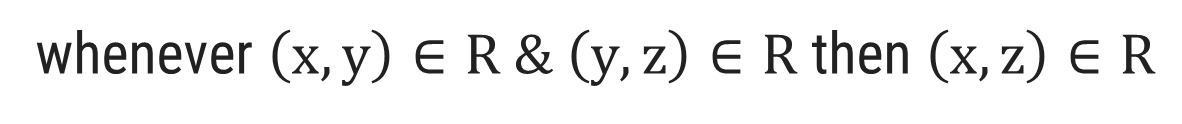 whenever (x, y) ∈ R & (y, z) ∈ R then (x, z) ∈ R